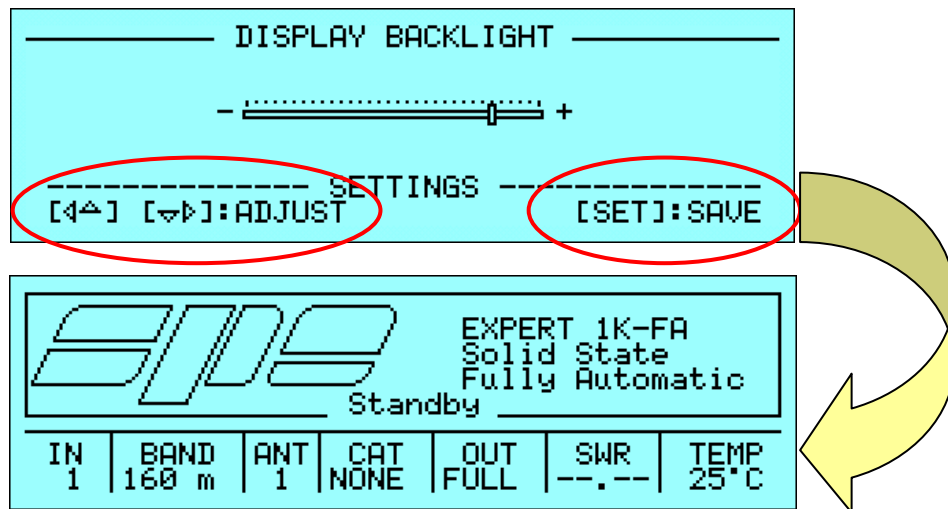 DISPLAY BACKLIGHT
- +
SETTINGS
[◁△] [▽▷]:ADJUST [SET]:SAVE
spe EXPERT 1K-FA
Solid State
Fully Automatic
Standby
IN BAND ANT CAT OUT SWR TEMP
1 160 m 1 NONE FULL --.-- 25°C